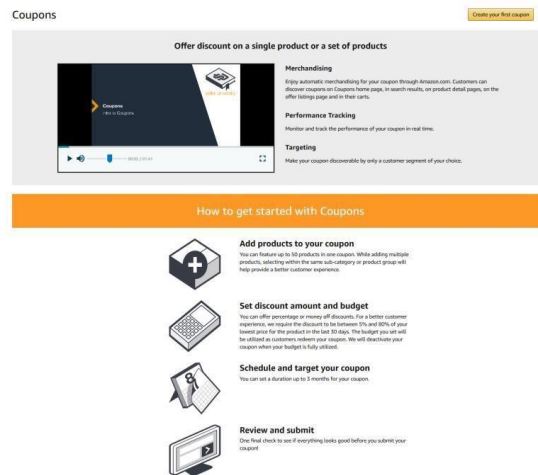 Coupons
Create your first coupon
Offer discount on a single product or a set of products
Coupons
Merchandising
Enjoy automatic merchandising for your coupon through Amazon.com. Customers can
discover coupons on Coupons home page, in search results, on product detail pages, on the
offer listings page and in their carts.
Performance Tracking
Monitor and track the performance of your coupon in real time.
Targeting
Make your coupon discoverable by only a customer segment of your choice.
How to get started with Coupons
Add products to your coupon
You can feature up to 50 products in one coupon. While adding multiple
products, selecting within the same sub-category or product group will
help provide a better customer experience.
Set discount amount and budget
You can offer percentage or money off discounts. For a better customer
experience, we require the discount to be between 5% and 80% of your
lowest price for the product in the last 30 days. The budget you set will
be utilized as customers redeem your coupon. We will deactivate your
coupon when your budget is fully utilized.
Schedule and target your coupon
You can set a duration up to 3 months for your coupon.
Review and submit
One final check to see if everything looks good before you submit your
coupon!